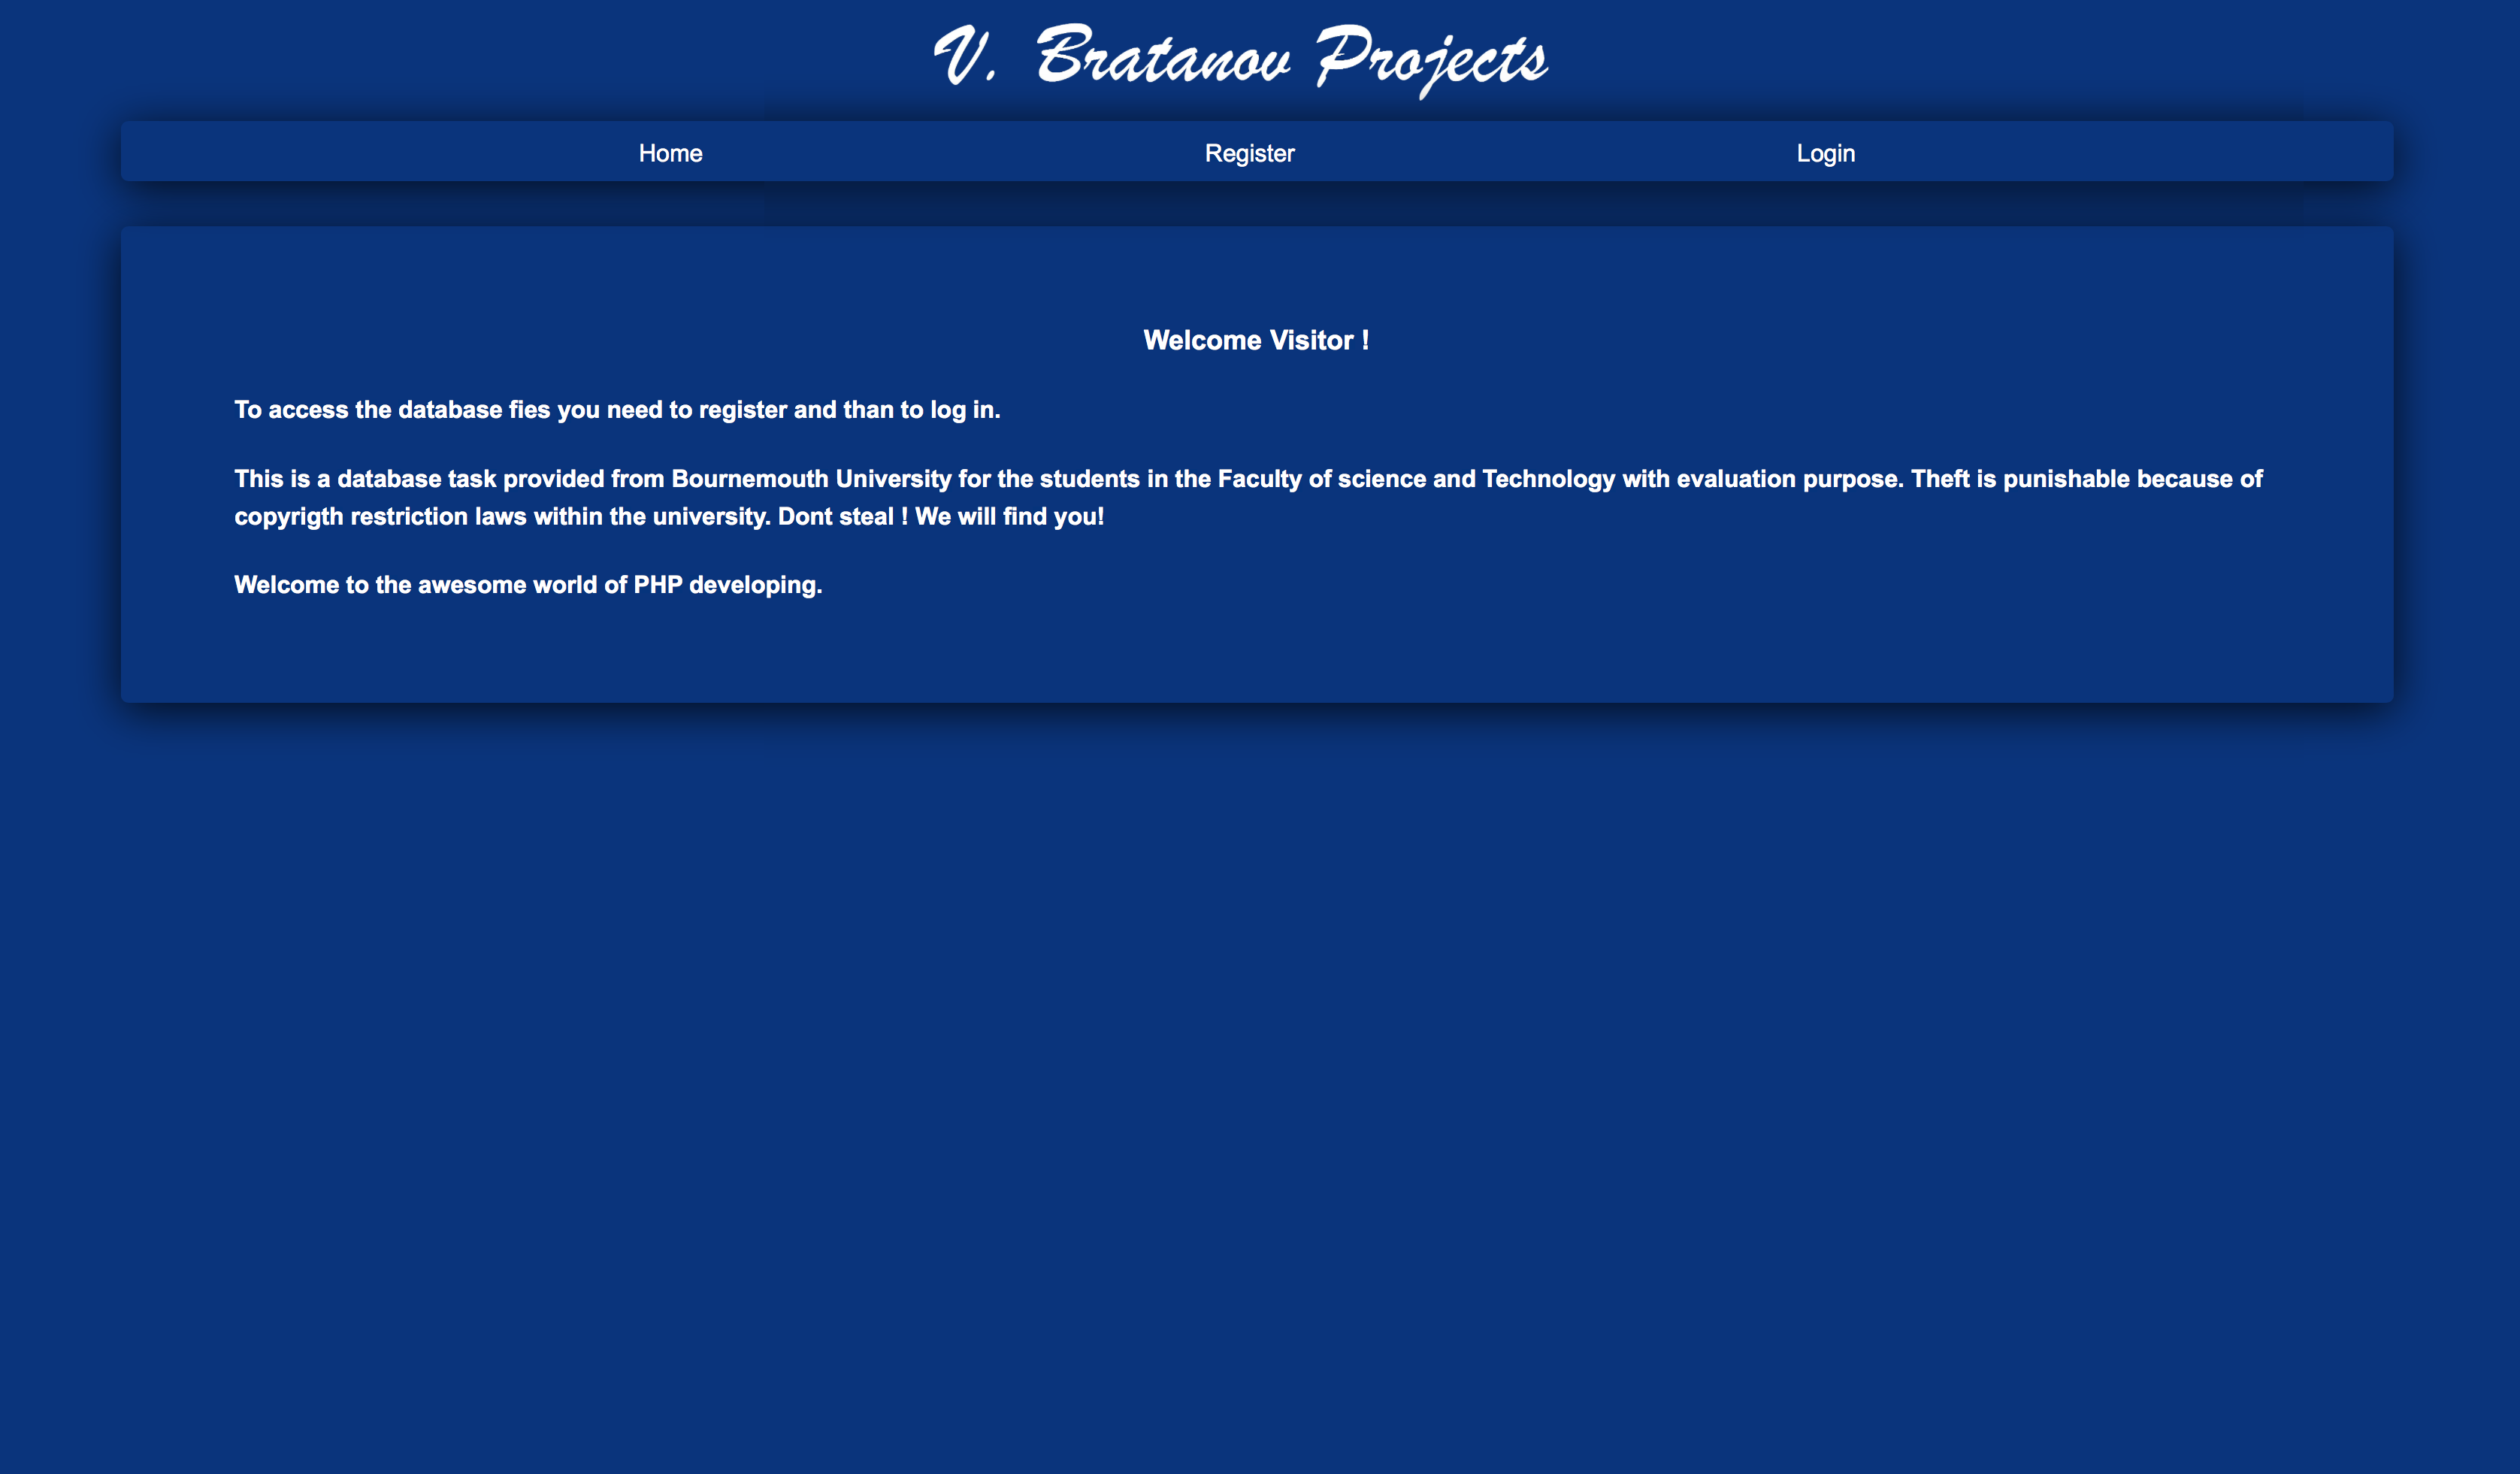 V. Bratanov Projects
Home Register Login
Welcome Visitor !
To access the database fies you need to register and than to log in.
This is a database task provided from Bournemouth University for the students in the Faculty of science and Technology with evaluation purpose. Theft is punishable because of
copyrigth restriction laws within the university. Dont steal ! We will find you!
Welcome to the awesome world of PHP developing.